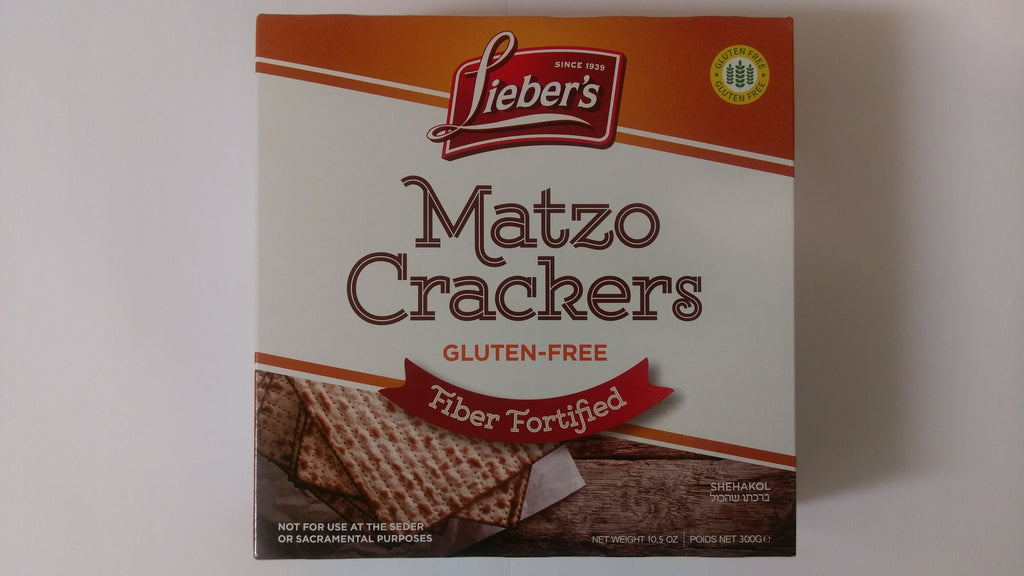 SINCE 1939
Lieber's
GLUTEN FREE
GLUTEN FREE
Matzo
Crackers
GLUTEN-FREE
Fiber Fortified
SHEHAKOL
ברכתו שהכול
NOT FOR USE AT THE SEDER
OR SACRAMENTAL PURPOSES
NET WEIGHT 10.5 OZ | POIDS NET 300G℮